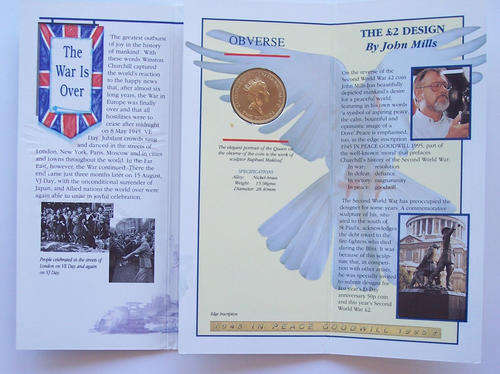 The
War Is
Over
The greatest outburst
of joy in the history
of mankind. With
these words Winston
Churchill captured
the world's reaction
to the happy news
that, after almost six
long years, the War in
Europe was finally
over and that all
hostilities were to
cease after midnight
on 8 May 1945, VE
Day. Jubilant crowds sang
and danced in the streets of
London, New York, Paris, Moscow and in cities
and towns throughout the world. In the Far
East, however, the War continued. There the
end came just three months later on 15 August,
VJ Day, with the unconditional surrender of
Japan, and Allied nations the world over were
again able to unite in joyful celebration.
People celebrated in the streets of
London on VE Day and again
on VJ Day.
OBVERSE
The elegant portrait of The Queen on
the obverse of the coin is the work of
sculptor Raphael Maklouf
SPECIFICATIONS
Alloy: Nickel-brass
Weight: 15.98gms
Diameter: 28.40mm
THE £2 DESIGN
By John Mills
On the reverse of the
Second World War £2 coin
John Mills has beautifully
depicted mankind's desire
for a peaceful world,
featuring in his own words
'a symbol of aspiring peace,
the calm, beautiful and
optimistic image of a
Dove'. Peace is emphasised,
too, in the edge inscription
1945 IN PEACE GOODWILL 1995, part
of the well-known 'moral' that prefaces
Churchill's history of the Second World War:
In war: resolution
In defeat: defiance
In victory: magnanimity
In peace: goodwill
The Second World War has preoccupied the
designer for some years. A commemorative
sculpture of his, situ-
ated to the south of
St Paul's, acknowledges
the debt owed to the
fire-fighters who died
during the Blitz. It was
because of this sculp-
ture that, in competi-
tion with other artists,
he was specially invited
to submit designs for
last year's D-Day
anniversary 50p coin
and this year's Second
World War £2.
Edge inscription
1945 IN PEACE GOODWILL 1995